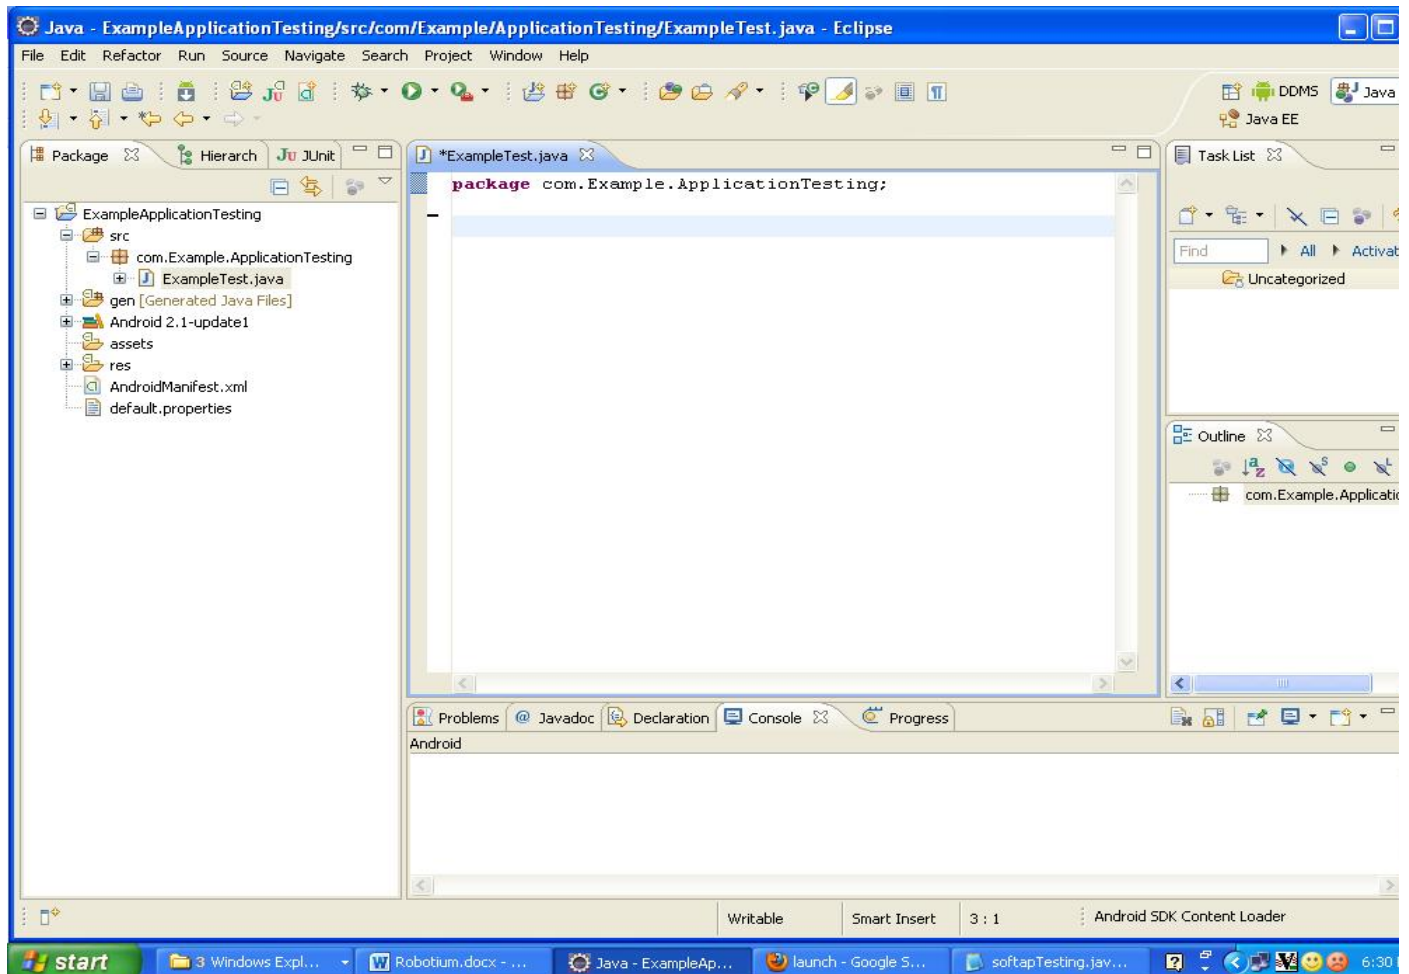 Java - ExampleApplicationTesting/src/com/Example/ApplicationTesting/ExampleTest.java - Eclipse
File Edit Refactor Run Source Navigate Search Project Window Help
DDMS
Java
Java EE
Package
Hierarch
JUnit
*ExampleTest.java
Task List
package com.Example.ApplicationTesting;
ExampleApplicationTesting
src
com.Example.ApplicationTesting
ExampleTest.java
gen [Generated Java Files]
Android 2.1-update1
assets
res
AndroidManifest.xml
default.properties
Find
All
Activat
Uncategorized
Outline
com.Example.Applicatio
Problems
Javadoc
Declaration
Console
Progress
Android
Writable
Smart Insert
3 : 1
Android SDK Content Loader
start
3 Windows Expl...
Robotium.docx - ...
Java - ExampleAp...
launch - Google S...
softapTesting.jav...
6:30